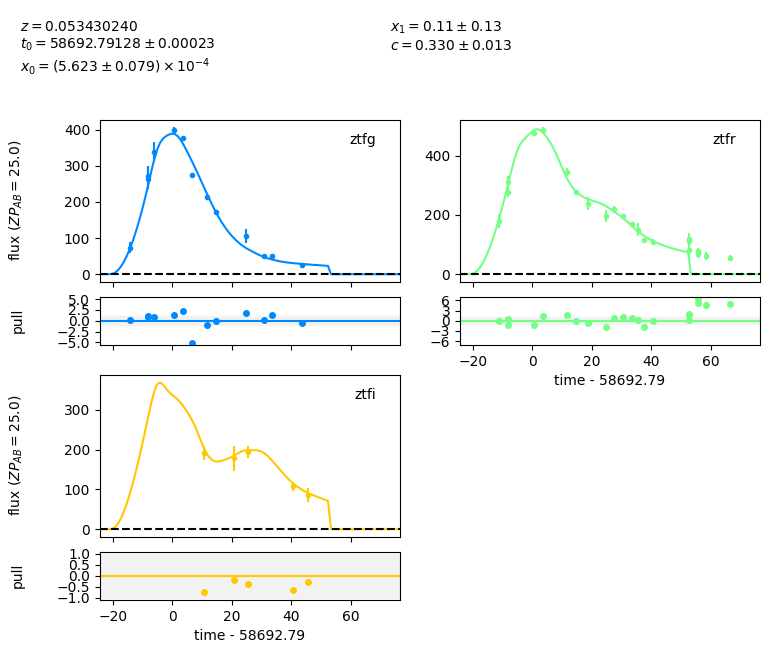 z = 0.053430240
t₀ = 58692.79128 ± 0.00023
x₀ = (5.623 ± 0.079) × 10⁻⁴
x₁ = 0.11 ± 0.13
c = 0.330 ± 0.013
flux (ZP_AB = 25.0)
400
300
200
100
0
ztfg
400
200
0
ztfr
pull
5.0
2.5
0.0
−2.5
−5.0
6
3
0
−3
−6
−20 0 20 40 60
time - 58692.79
flux (ZP_AB = 25.0)
300
200
100
0
ztfi
pull
1.0
0.5
0.0
−0.5
−1.0
−20 0 20 40 60
time - 58692.79